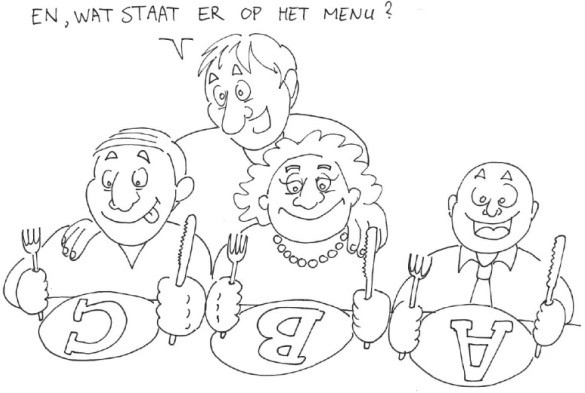 EN, WAT STAAT ER OP HET MENU?
C B A